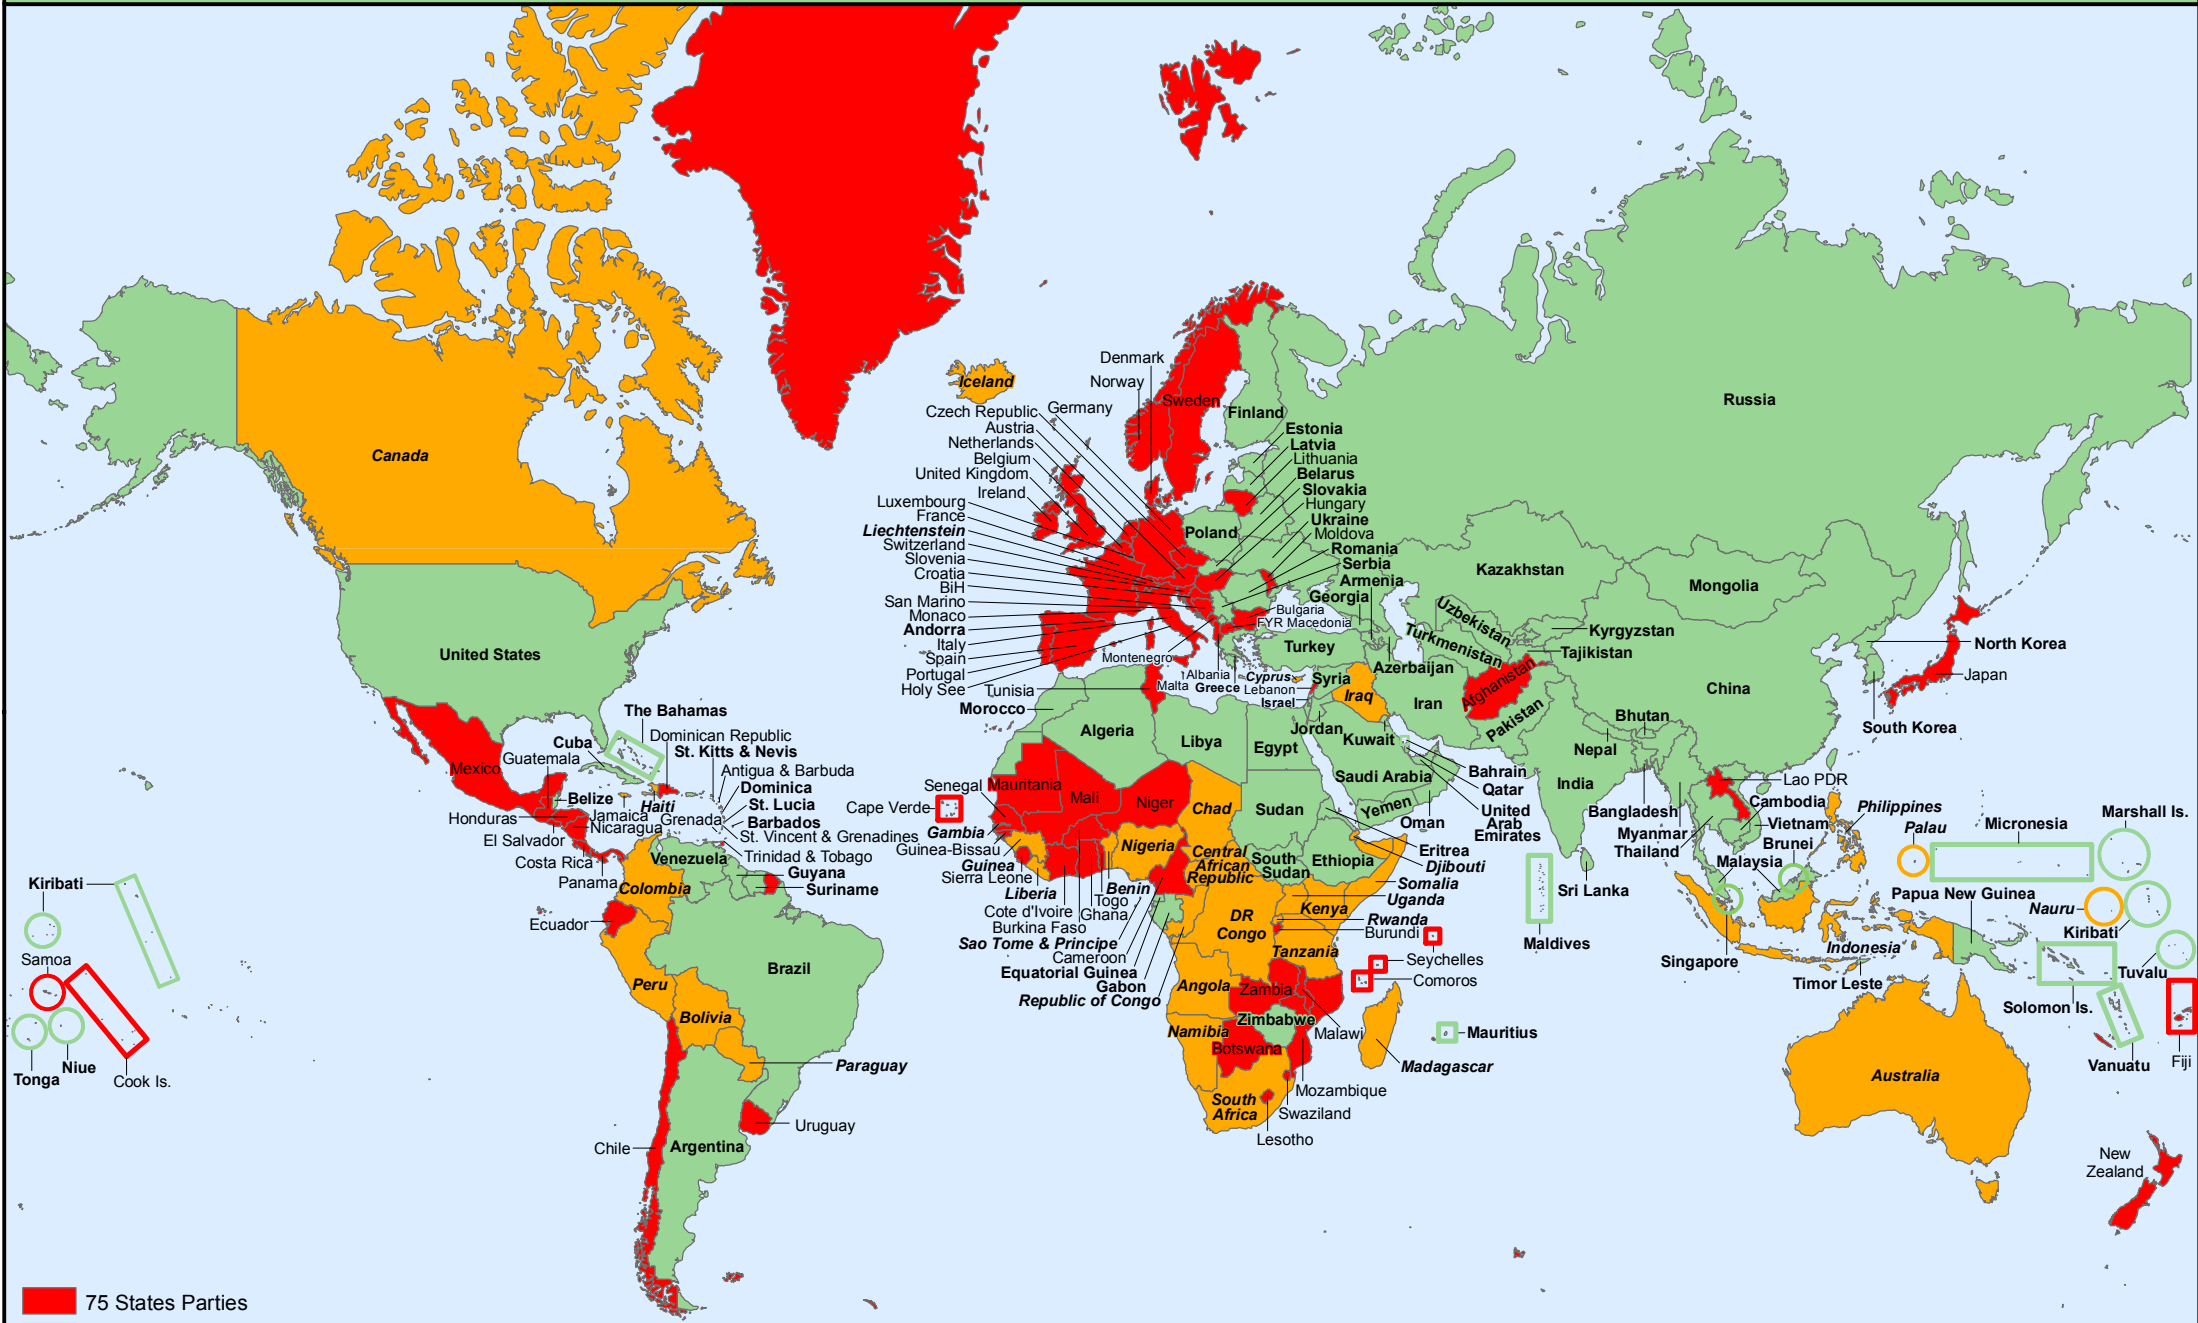 Canada
United States
The Bahamas
Dominican Republic
St. Kitts & Nevis
Cuba
Guatemala
Mexico
Antigua & Barbuda
Dominica
St. Lucia
Barbados
Belize
Haiti
Jamaica
Honduras
Nicaragua
Grenada
St. Vincent & Grenadines
El Salvador
Trinidad & Tobago
Costa Rica
Venezuela
Guyana
Panama
Colombia
Suriname
Kiribati
Ecuador
Samoa
Peru
Brazil
Bolivia
Tonga
Niue
Cook Is.
Paraguay
Uruguay
Chile
Argentina
Iceland
Denmark
Norway
Sweden
Finland
Russia
Czech Republic
Germany
Austria
Netherlands
Belgium
United Kingdom
Ireland
Luxembourg
France
Liechtenstein
Switzerland
Slovenia
Croatia
BiH
San Marino
Monaco
Andorra
Italy
Spain
Portugal
Holy See
Estonia
Latvia
Lithuania
Belarus
Slovakia
Hungary
Ukraine
Moldova
Poland
Romania
Serbia
Armenia
Georgia
Bulgaria
FYR Macedonia
Turkey
Montenegro
Albania
Malta
Greece
Cyprus
Lebanon
Israel
Syria
Iraq
Azerbaijan
Kazakhstan
Mongolia
Uzbekistan
Turkmenistan
Kyrgyzstan
Tajikistan
North Korea
Japan
China
South Korea
Afghanistan
Pakistan
Iran
Bhutan
Nepal
India
Tunisia
Morocco
Algeria
Libya
Egypt
Jordan
Kuwait
Saudi Arabia
Bahrain
Qatar
United
Arab
Emirates
Yemen
Oman
Senegal
Mauritania
Mali
Niger
Chad
Sudan
Cape Verde
Gambia
Guinea-Bissau
Guinea
Sierra Leone
Liberia
Cote d'Ivoire
Burkina Faso
Ghana
Togo
Benin
Nigeria
Central
African
Republic
South
Sudan
Ethiopia
Eritrea
Djibouti
Somalia
Uganda
Kenya
Rwanda
Burundi
DR
Congo
Tanzania
Sao Tome & Principe
Cameroon
Equatorial Guinea
Gabon
Republic of Congo
Angola
Zambia
Seychelles
Comoros
Zimbabwe
Malawi
Namibia
Botswana
Mauritius
Madagascar
Mozambique
South
Africa
Swaziland
Lesotho
Bangladesh
Myanmar
Thailand
Lao PDR
Cambodia
Vietnam
Brunei
Malaysia
Sri Lanka
Maldives
Singapore
Philippines
Palau
Micronesia
Marshall Is.
Papua New Guinea
Nauru
Kiribati
Indonesia
Timor Leste
Solomon Is.
Tuvalu
Vanuatu
Fiji
Australia
New
Zealand
75 States Parties